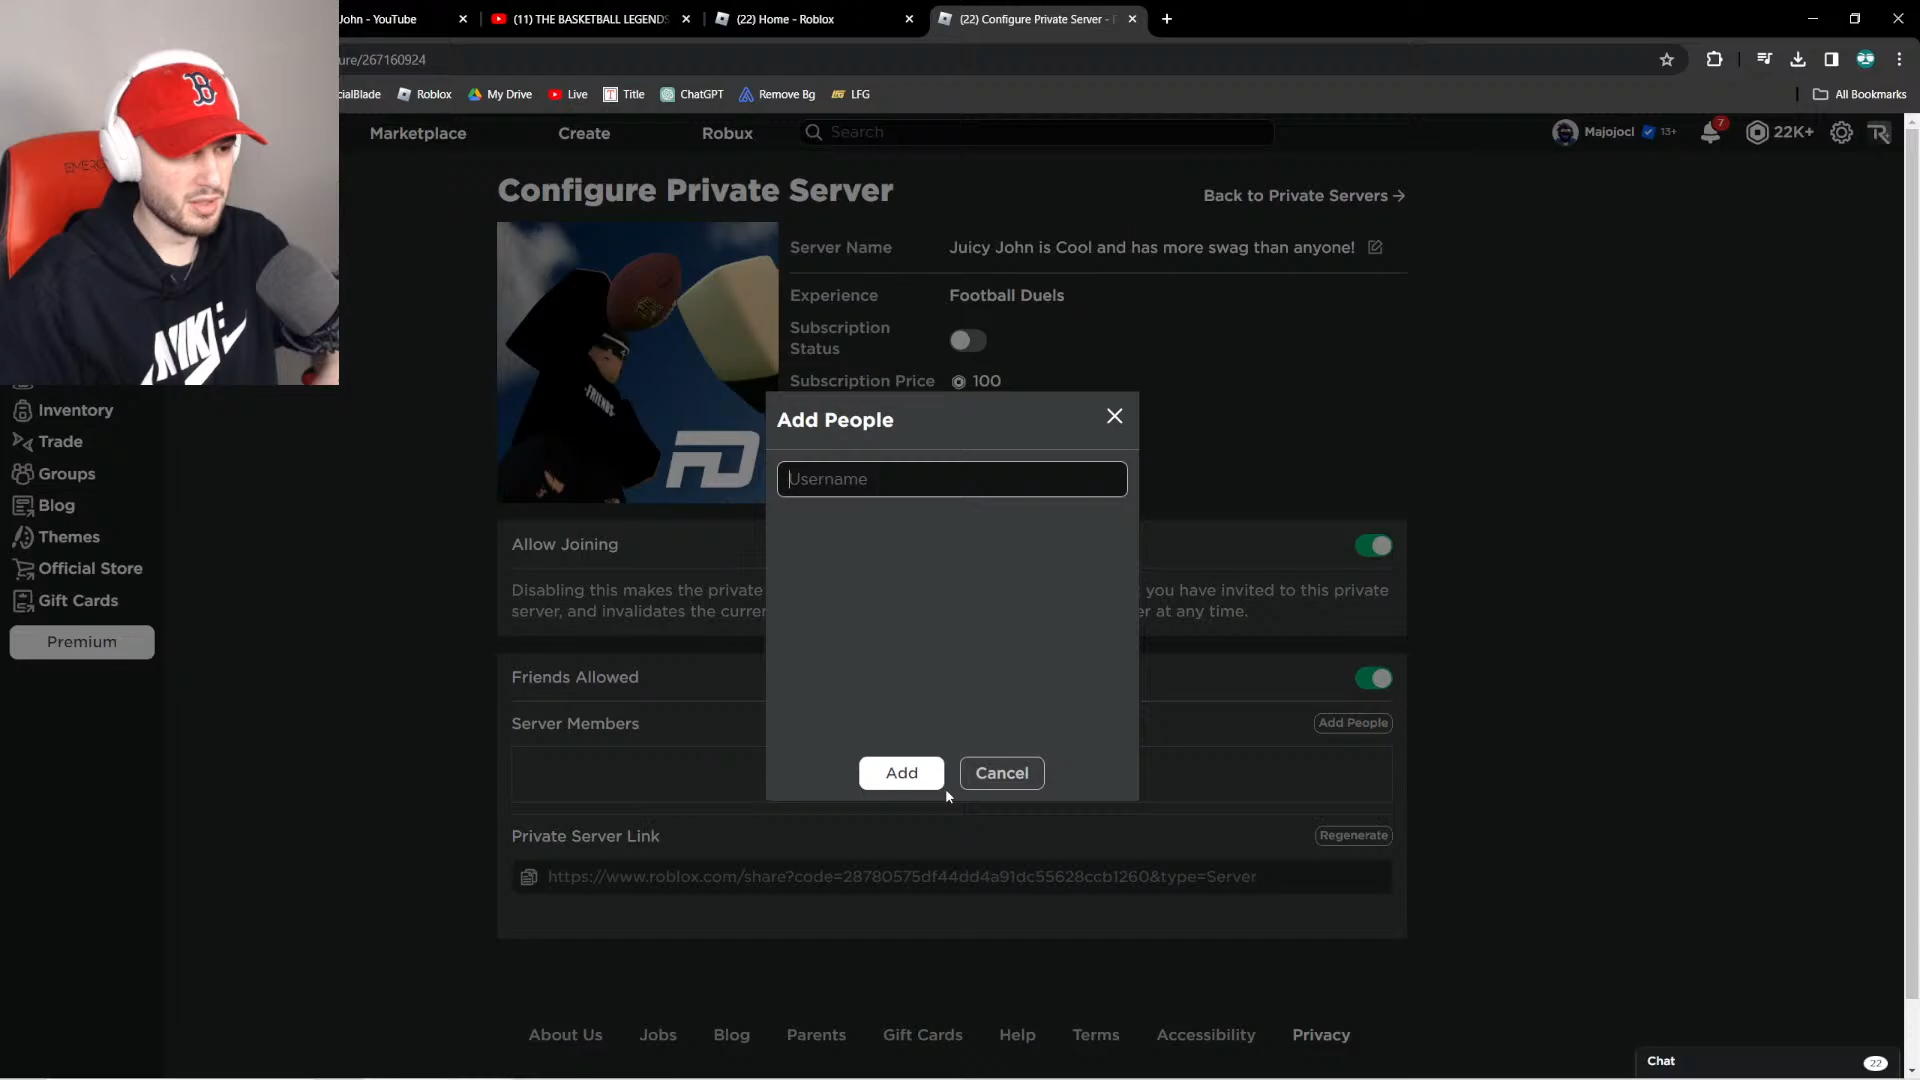 John - YouTube
(11) THE BASKETBALL LEGENDS
(22) Home - Roblox
(22) Configure Private Server -
ure/267160924
cialBlade
Roblox
My Drive
Live
Title
ChatGPT
Remove Bg
LFG
All Bookmarks
Marketplace
Create
Robux
Search
Majojocl
13+
7
22K+
B
EMERG
NIKE
Configure Private Server
Back to Private Servers
Server Name
Juicy John is Cool and has more swag than anyone!
Experience
Football Duels
Subscription
Status
Subscription Price
100
FRIENDS
FD
Inventory
Trade
Groups
Blog
Themes
Official Store
Gift Cards
Premium
Add People
Username
Add
Cancel
Allow Joining
Disabling this makes the private
you have invited to this private
server, and invalidates the curre
er at any time.
Friends Allowed
Server Members
Add People
Private Server Link
Regenerate
https://www.roblox.com/share?code=28780575df44dd4a91dc55628ccb1260&type=Server
About Us
Jobs
Blog
Parents
Gift Cards
Help
Terms
Accessibility
Privacy
Chat
22